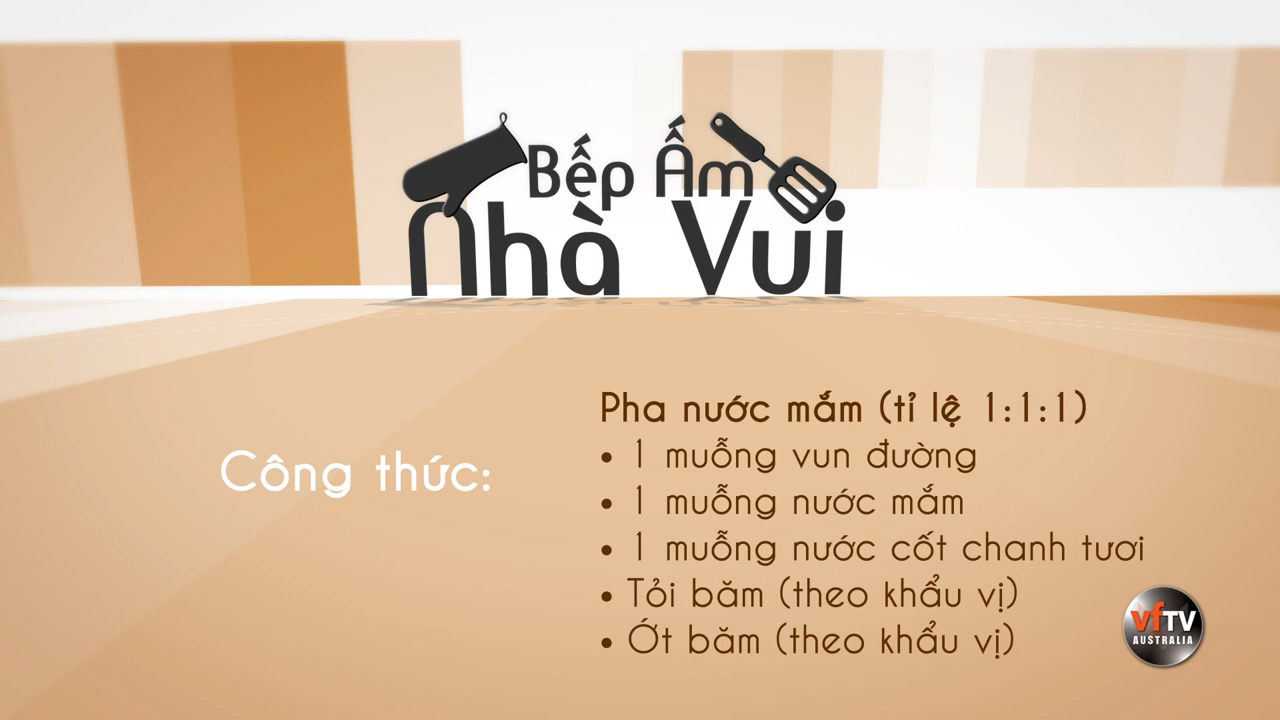 Bếp Ấm
Nhà Vui
Công thức:
Pha nước mắm (tỉ lệ 1:1:1)
• 1 muỗng vun đường
• 1 muỗng nước mắm
• 1 muỗng nước cốt chanh tươi
• Tỏi băm (theo khẩu vị)
• Ớt băm (theo khẩu vị)
vfTV
AUSTRALIA